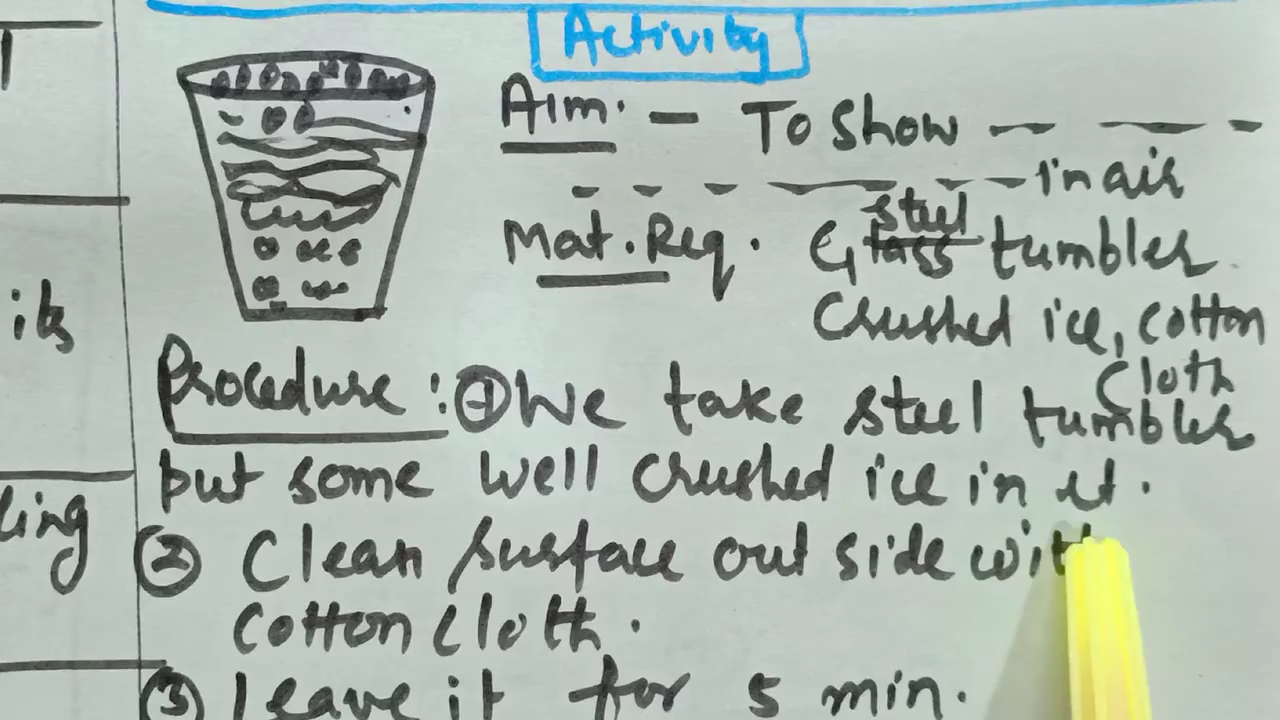 Activity
Aim. - To show - - -
- - - - - - in air
Mat. Req. Glass steel tumbler
Crushed ice, cotton
cloth
Procedure: ① We take steel tumbler
put some well crushed ice in it.
② Clean surface out side with
cotton cloth.
③ leave it for 5 min.
its
ling